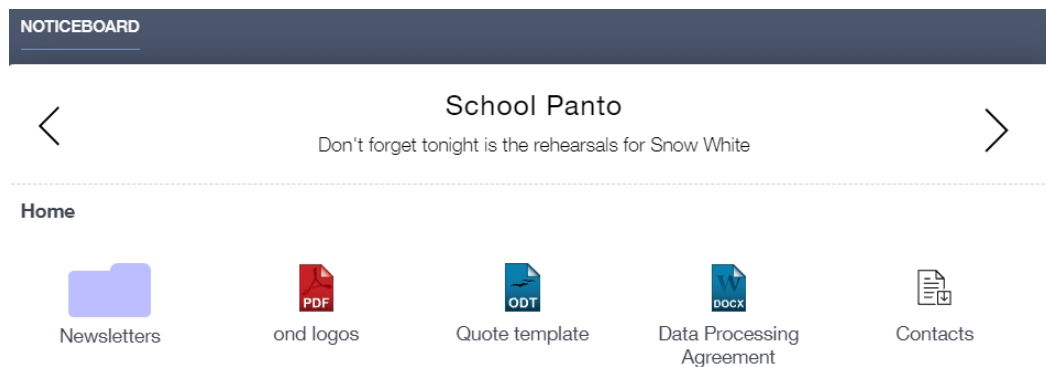 NOTICEBOARD
School Panto
Don't forget tonight is the rehearsals for Snow White
Home
PDF
ODT
W
DOCX
Newsletters
ond logos
Quote template
Data Processing
Agreement
Contacts